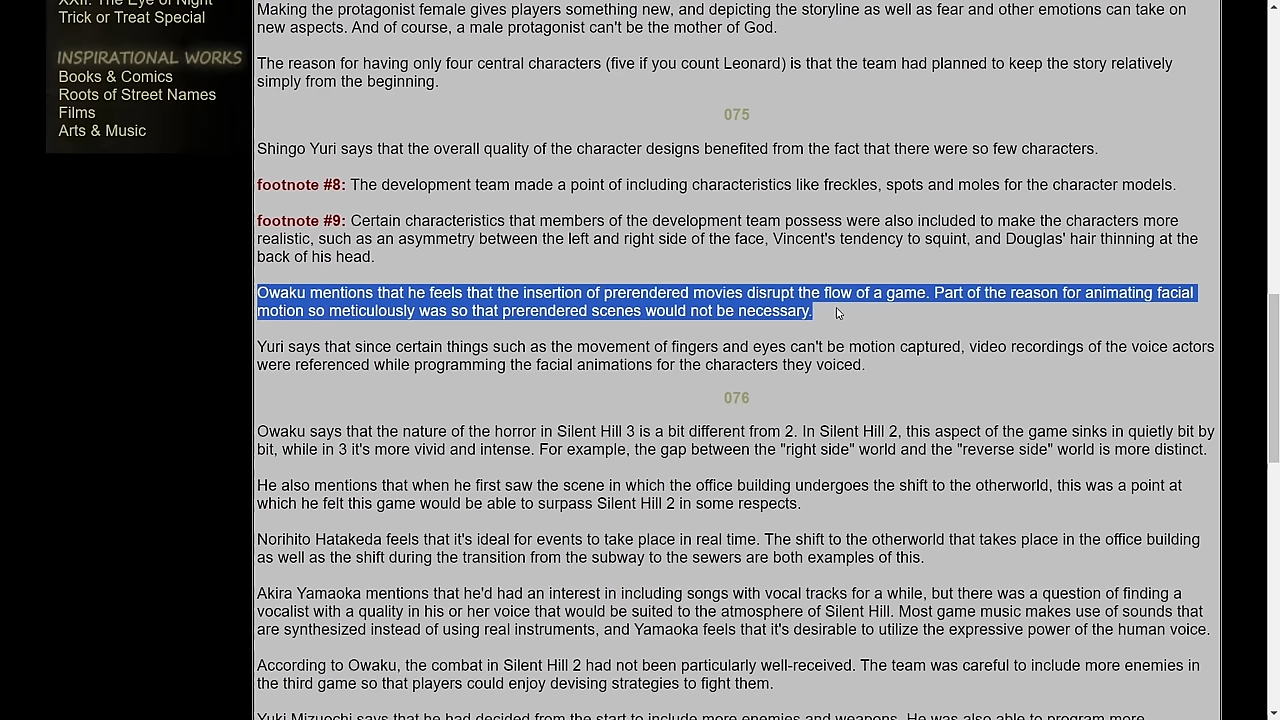 XXII: The Eye of Night
Trick or Treat Special
INSPIRATIONAL WORKS
Books & Comics
Roots of Street Names
Films
Arts & Music
Making the protagonist female gives players something new, and depicting the storyline as well as fear and other emotions can take on
new aspects. And of course, a male protagonist can't be the mother of God.
The reason for having only four central characters (five if you count Leonard) is that the team had planned to keep the story relatively
simply from the beginning.
075
Shingo Yuri says that the overall quality of the character designs benefited from the fact that there were so few characters.
footnote #8: The development team made a point of including characteristics like freckles, spots and moles for the character models.
footnote #9: Certain characteristics that members of the development team possess were also included to make the characters more
realistic, such as an asymmetry between the left and right side of the face, Vincent's tendency to squint, and Douglas' hair thinning at the
back of his head.
Owaku mentions that he feels that the insertion of prerendered movies disrupt the flow of a game. Part of the reason for animating facial
motion so meticulously was so that prerendered scenes would not be necessary.
Yuri says that since certain things such as the movement of fingers and eyes can't be motion captured, video recordings of the voice actors
were referenced while programming the facial animations for the characters they voiced.
076
Owaku says that the nature of the horror in Silent Hill 3 is a bit different from 2. In Silent Hill 2, this aspect of the game sinks in quietly bit by
bit, while in 3 it's more vivid and intense. For example, the gap between the "right side" world and the "reverse side" world is more distinct.
He also mentions that when he first saw the scene in which the office building undergoes the shift to the otherworld, this was a point at
which he felt this game would be able to surpass Silent Hill 2 in some respects.
Norihito Hatakeda feels that it's ideal for events to take place in real time. The shift to the otherworld that takes place in the office building
as well as the shift during the transition from the subway to the sewers are both examples of this.
Akira Yamaoka mentions that he'd had an interest in including songs with vocal tracks for a while, but there was a question of finding a
vocalist with a quality in his or her voice that would be suited to the atmosphere of Silent Hill. Most game music makes use of sounds that
are synthesized instead of using real instruments, and Yamaoka feels that it's desirable to utilize the expressive power of the human voice.
According to Owaku, the combat in Silent Hill 2 had not been particularly well-received. The team was careful to include more enemies in
the third game so that players could enjoy devising strategies to fight them.
Yuki Mizuochi says that he had decided from the start to include more enemies and weapons. He was also able to program more